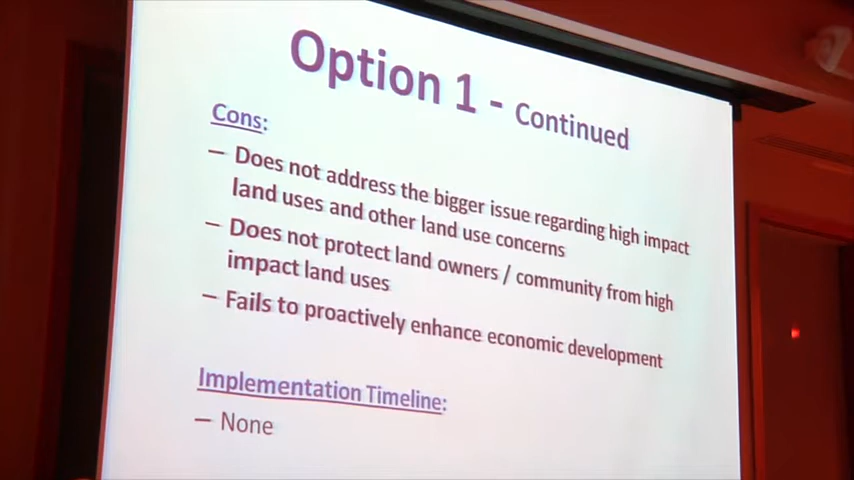 Option 1 - Continued
Cons:
– Does not address the bigger issue regarding high impact
land uses and other land use concerns
– Does not protect land owners / community from high
impact land uses
– Fails to proactively enhance economic development
Implementation Timeline:
– None